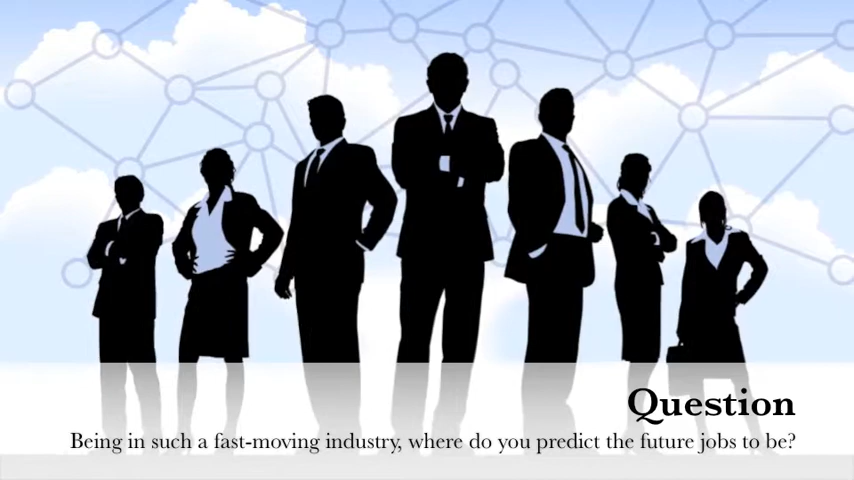 Question
Being in such a fast-moving industry, where do you predict the future jobs to be?